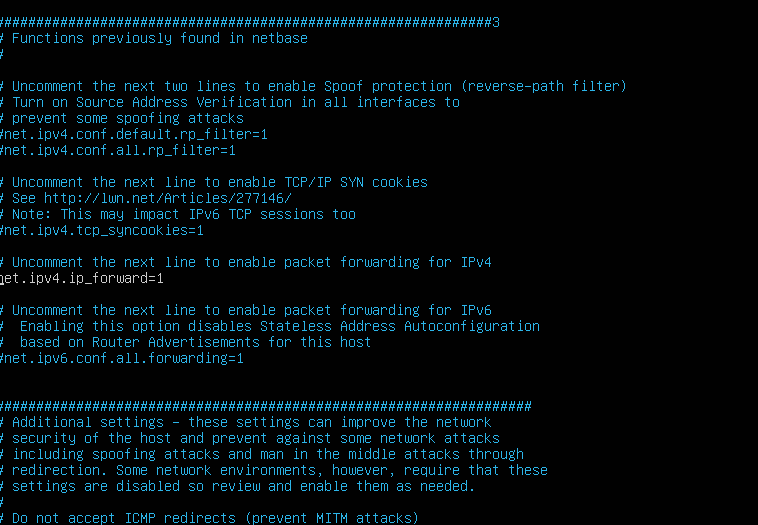 ###############################################################3
# Functions previously found in netbase
#
# Uncomment the next two lines to enable Spoof protection (reverse-path filter)
# Turn on Source Address Verification in all interfaces to
# prevent some spoofing attacks
#net.ipv4.conf.default.rp_filter=1
#net.ipv4.conf.all.rp_filter=1
# Uncomment the next line to enable TCP/IP SYN cookies
# See http://lwn.net/Articles/277146/
# Note: This may impact IPv6 TCP sessions too
#net.ipv4.tcp_syncookies=1
# Uncomment the next line to enable packet forwarding for IPv4
net.ipv4.ip_forward=1
# Uncomment the next line to enable packet forwarding for IPv6
#  Enabling this option disables Stateless Address Autoconfiguration
#  based on Router Advertisements for this host
#net.ipv6.conf.all.forwarding=1
###################################################################
# Additional settings - these settings can improve the network
# security of the host and prevent against some network attacks
# including spoofing attacks and man in the middle attacks through
# redirection. Some network environments, however, require that these
# settings are disabled so review and enable them as needed.
#
# Do not accept ICMP redirects (prevent MITM attacks)